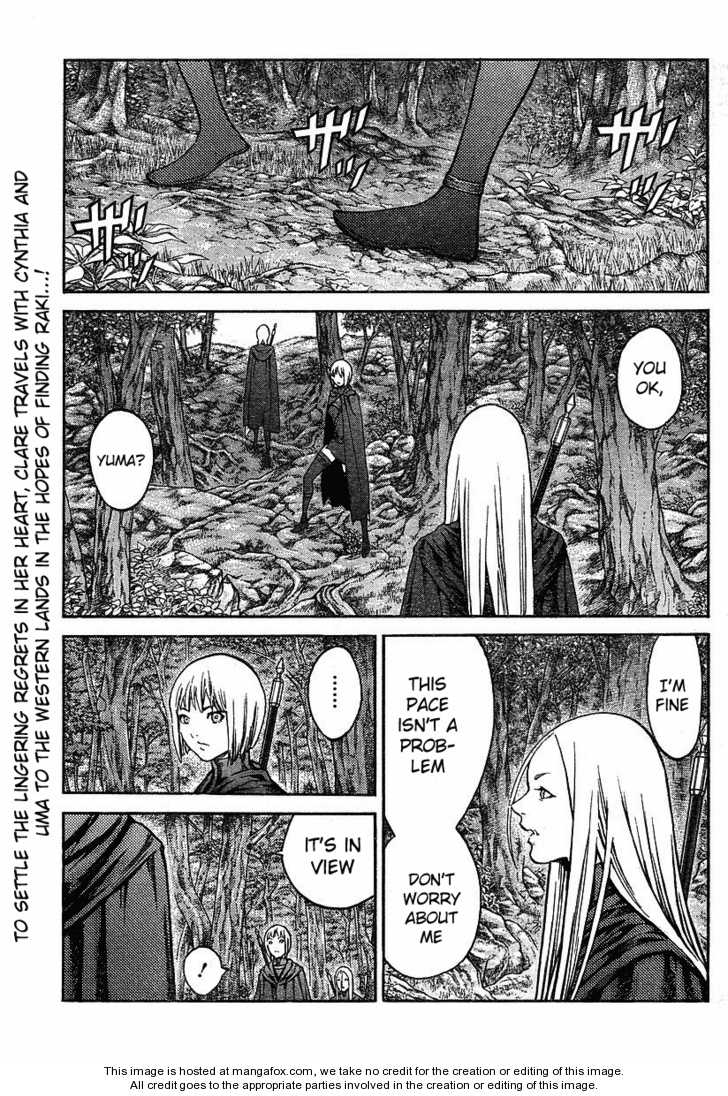 TO SETTLE THE LINGERING REGRETS IN HER HEART, CLARE TRAVELS WITH CYNTHIA AND
UMA TO THE WESTERN LANDS IN THE HOPES OF FINDING RAKI...!
ザッ
ザッ
ザッ
YOU
OK,
YUMA?
I'M
FINE
THIS
PACE
ISN'T A
PROB-
LEM
DON'T
WORRY
ABOUT
ME
......
IT'S IN
VIEW
!
This image is hosted at mangafox.com, we take no credit for the creation or editing of this image.
All credit goes to the appropriate parties involved in the creation or editing of this image.